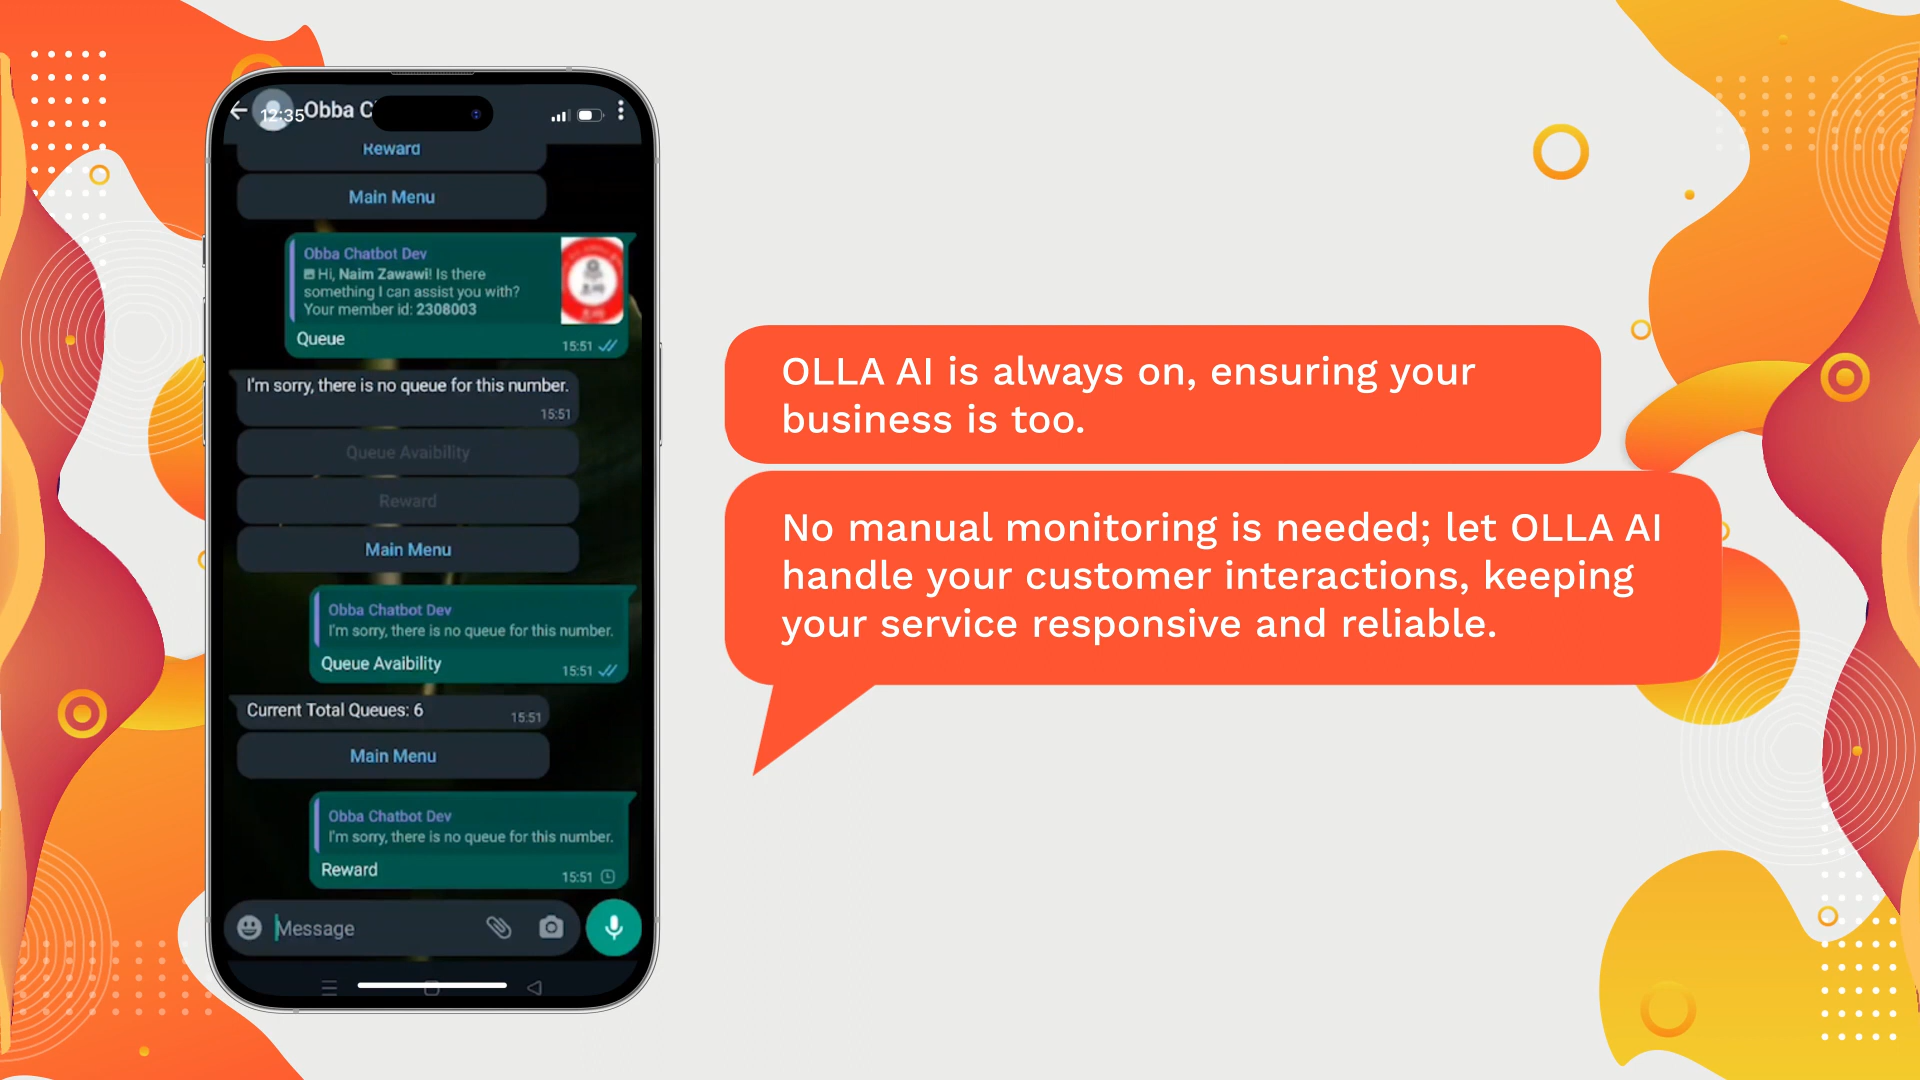 12:35
Obba C
Reward
Main Menu
Obba Chatbot Dev
Hi, Naim Zawawi! Is there
something I can assist you with?
Your member id: 2308003
Queue
15:51
I'm sorry, there is no queue for this number.
15:51
Queue Avaibility
Reward
Main Menu
Obba Chatbot Dev
I'm sorry, there is no queue for this number.
Queue Avaibility
15:51
Current Total Queues: 6
15:51
Main Menu
Obba Chatbot Dev
I'm sorry, there is no queue for this number.
Reward
15:51
Message
OLLA AI is always on, ensuring your
business is too.
No manual monitoring is needed; let OLLA AI
handle your customer interactions, keeping
your service responsive and reliable.